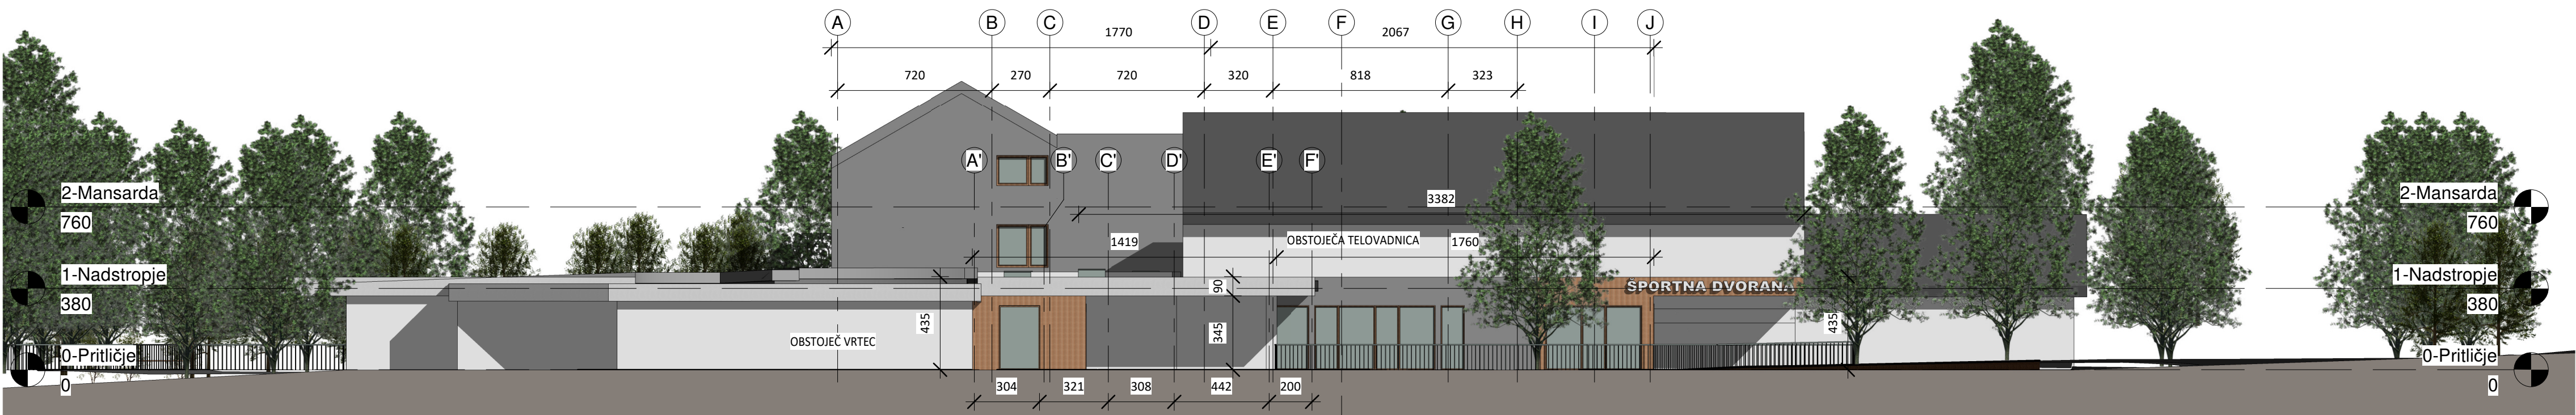 A B C D E F G H I J
1770 2067
720 270 720 320 818 323
A' B' C' D' E' F'
2-Mansarda
760
3382
2-Mansarda
760
1419
OBSTOJEČA TELOVADNICA
1760
1-Nadstropje
380
90
ŠPORTNA DVORANA
1-Nadstropje
380
435
345
435
OBSTOJEČ VRTEC
0-Pritličje
0
0-Pritličje
0
304 321 308 442 200